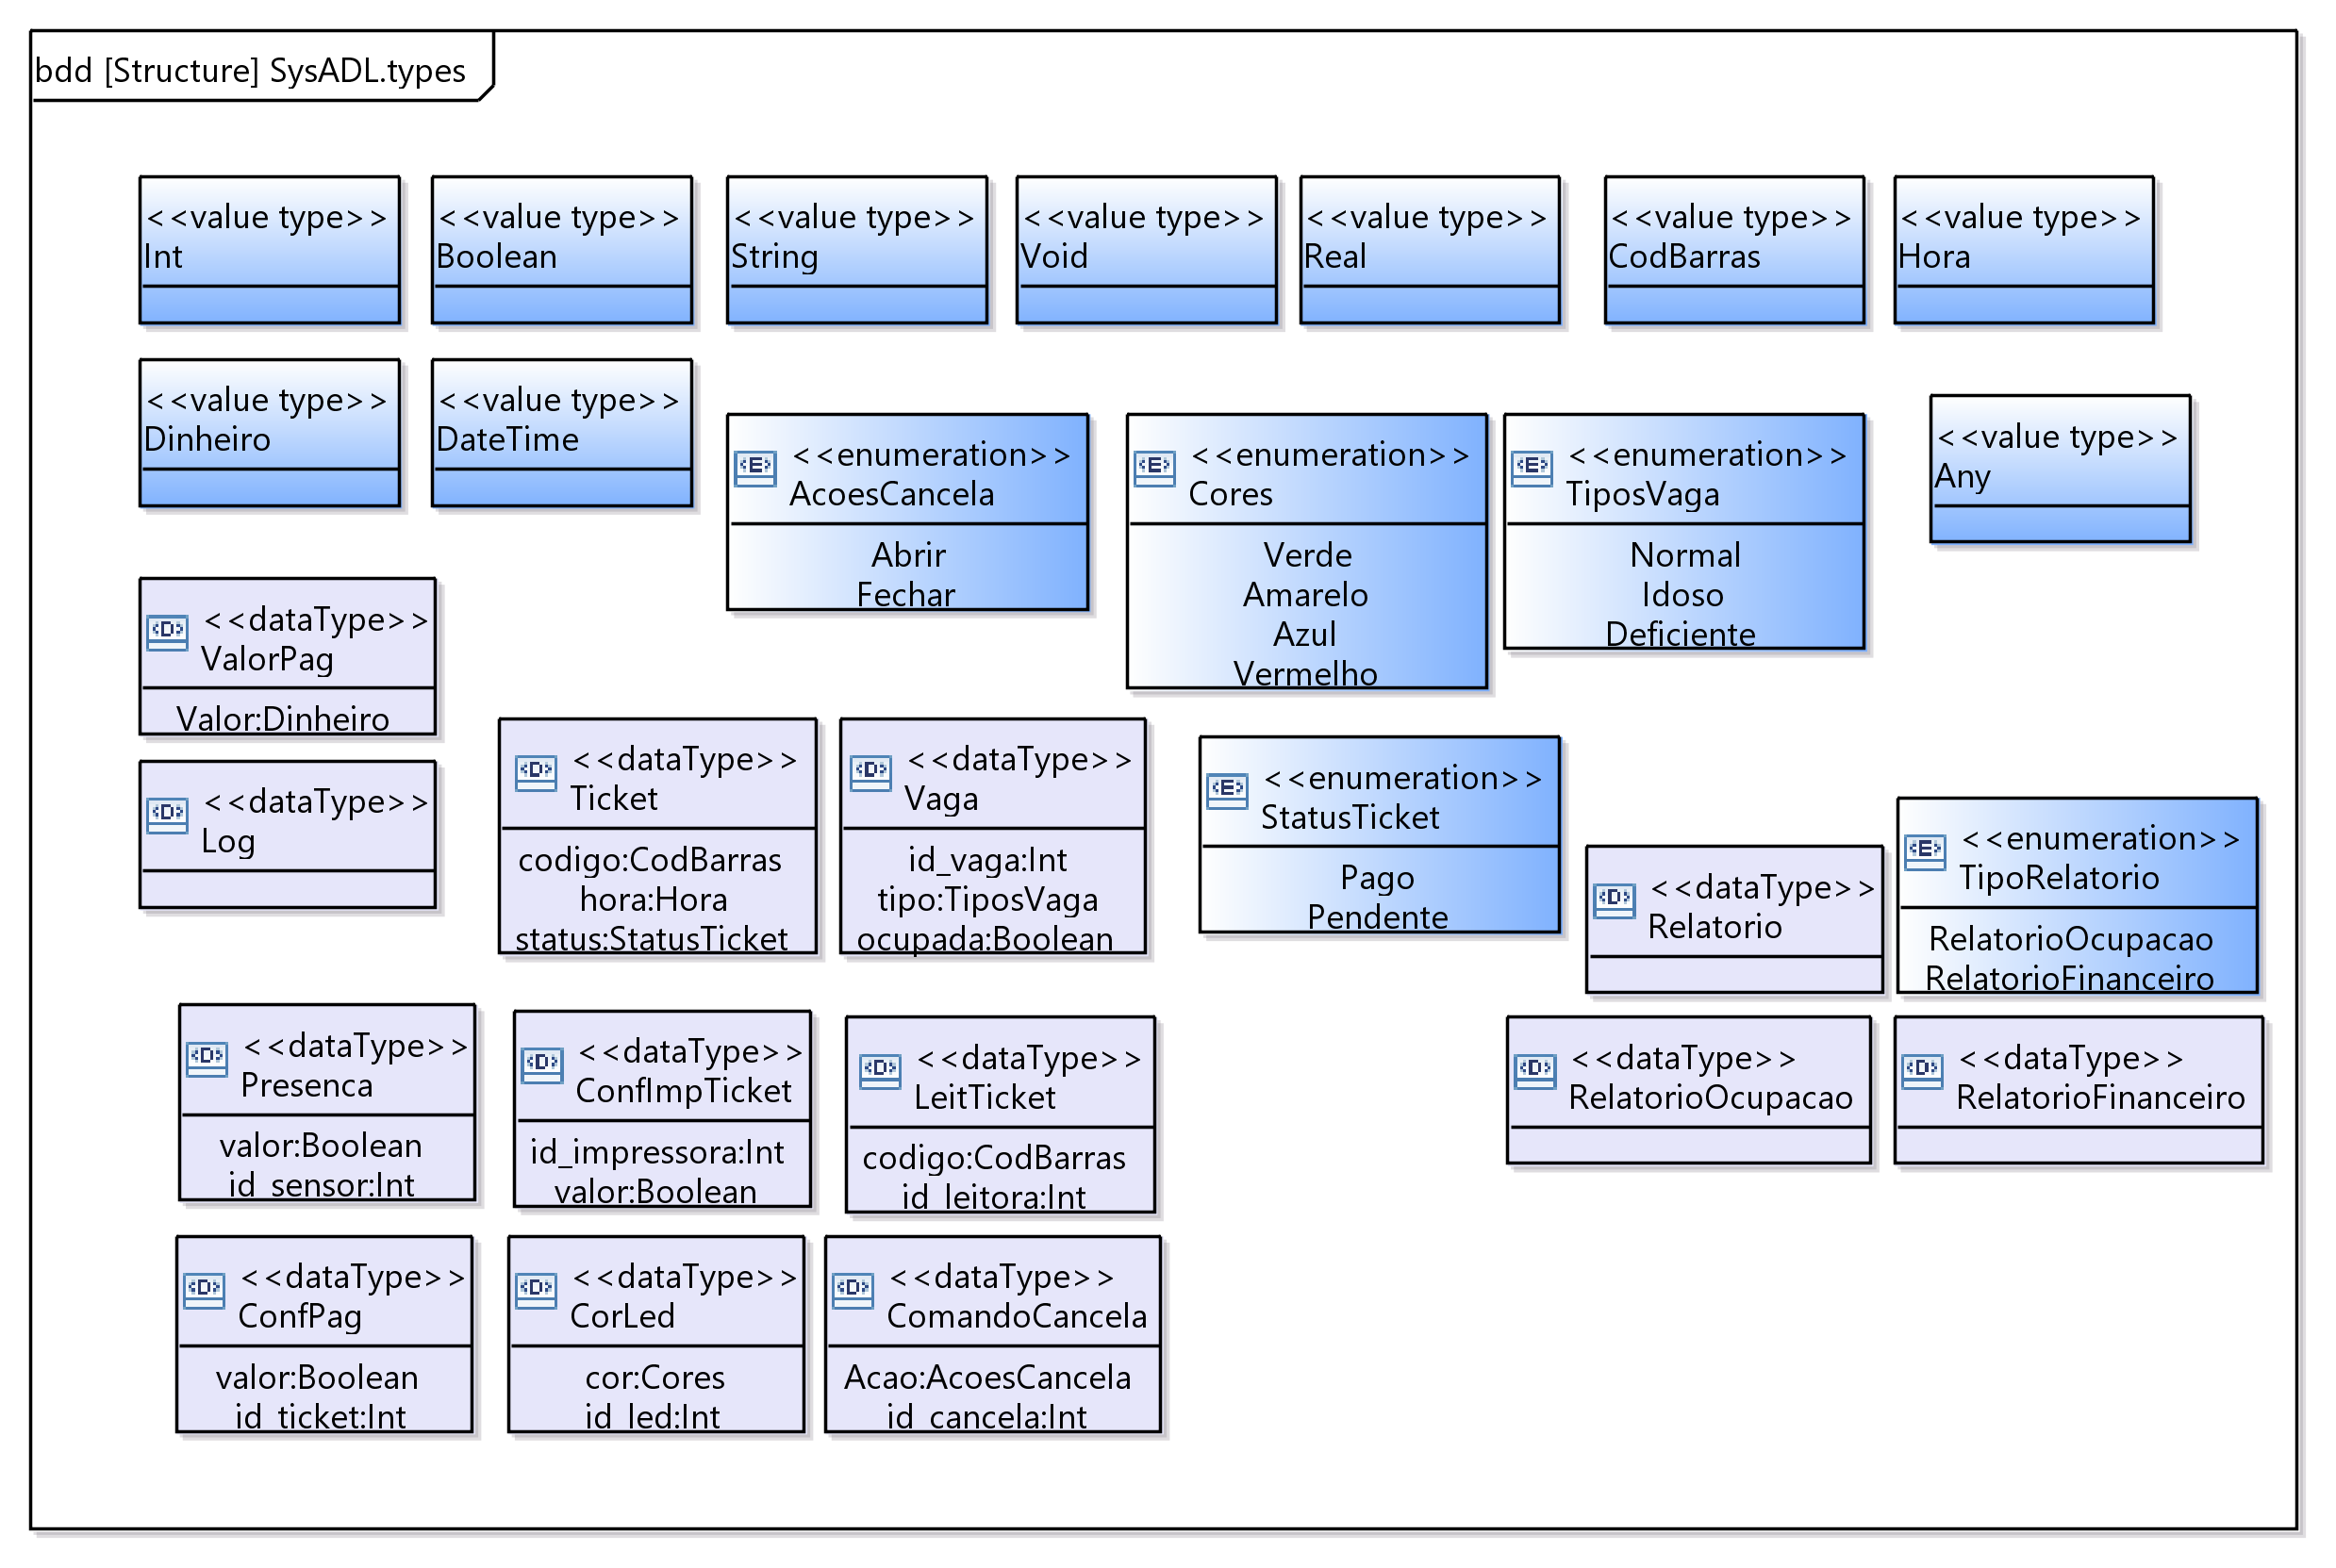 bdd [Structure] SysADL.types
<<value type>>
Int
<<value type>>
Boolean
<<value type>>
String
<<value type>>
Void
<<value type>>
Real
<<value type>>
CodBarras
<<value type>>
Hora
<<value type>>
Dinheiro
<<value type>>
DateTime
<<enumeration>>
AcoesCancela
Abrir
Fechar
<<enumeration>>
Cores
Verde
Amarelo
Azul
Vermelho
<<enumeration>>
TiposVaga
Normal
Idoso
Deficiente
<<value type>>
Any
<<dataType>>
ValorPag
Valor:Dinheiro
<<dataType>>
Log
<<dataType>>
Ticket
codigo:CodBarras
hora:Hora
status:StatusTicket
<<dataType>>
Vaga
id_vaga:Int
tipo:TiposVaga
ocupada:Boolean
<<enumeration>>
StatusTicket
Pago
Pendente
<<dataType>>
Relatorio
<<enumeration>>
TipoRelatorio
RelatorioOcupacao
RelatorioFinanceiro
<<dataType>>
Presenca
valor:Boolean
id_sensor:Int
<<dataType>>
ConfImpTicket
id_impressora:Int
valor:Boolean
<<dataType>>
LeitTicket
codigo:CodBarras
id_leitora:Int
<<dataType>>
RelatorioOcupacao
<<dataType>>
RelatorioFinanceiro
<<dataType>>
ConfPag
valor:Boolean
id_ticket:Int
<<dataType>>
CorLed
cor:Cores
id_led:Int
<<dataType>>
ComandoCancela
Acao:AcoesCancela
id_cancela:Int